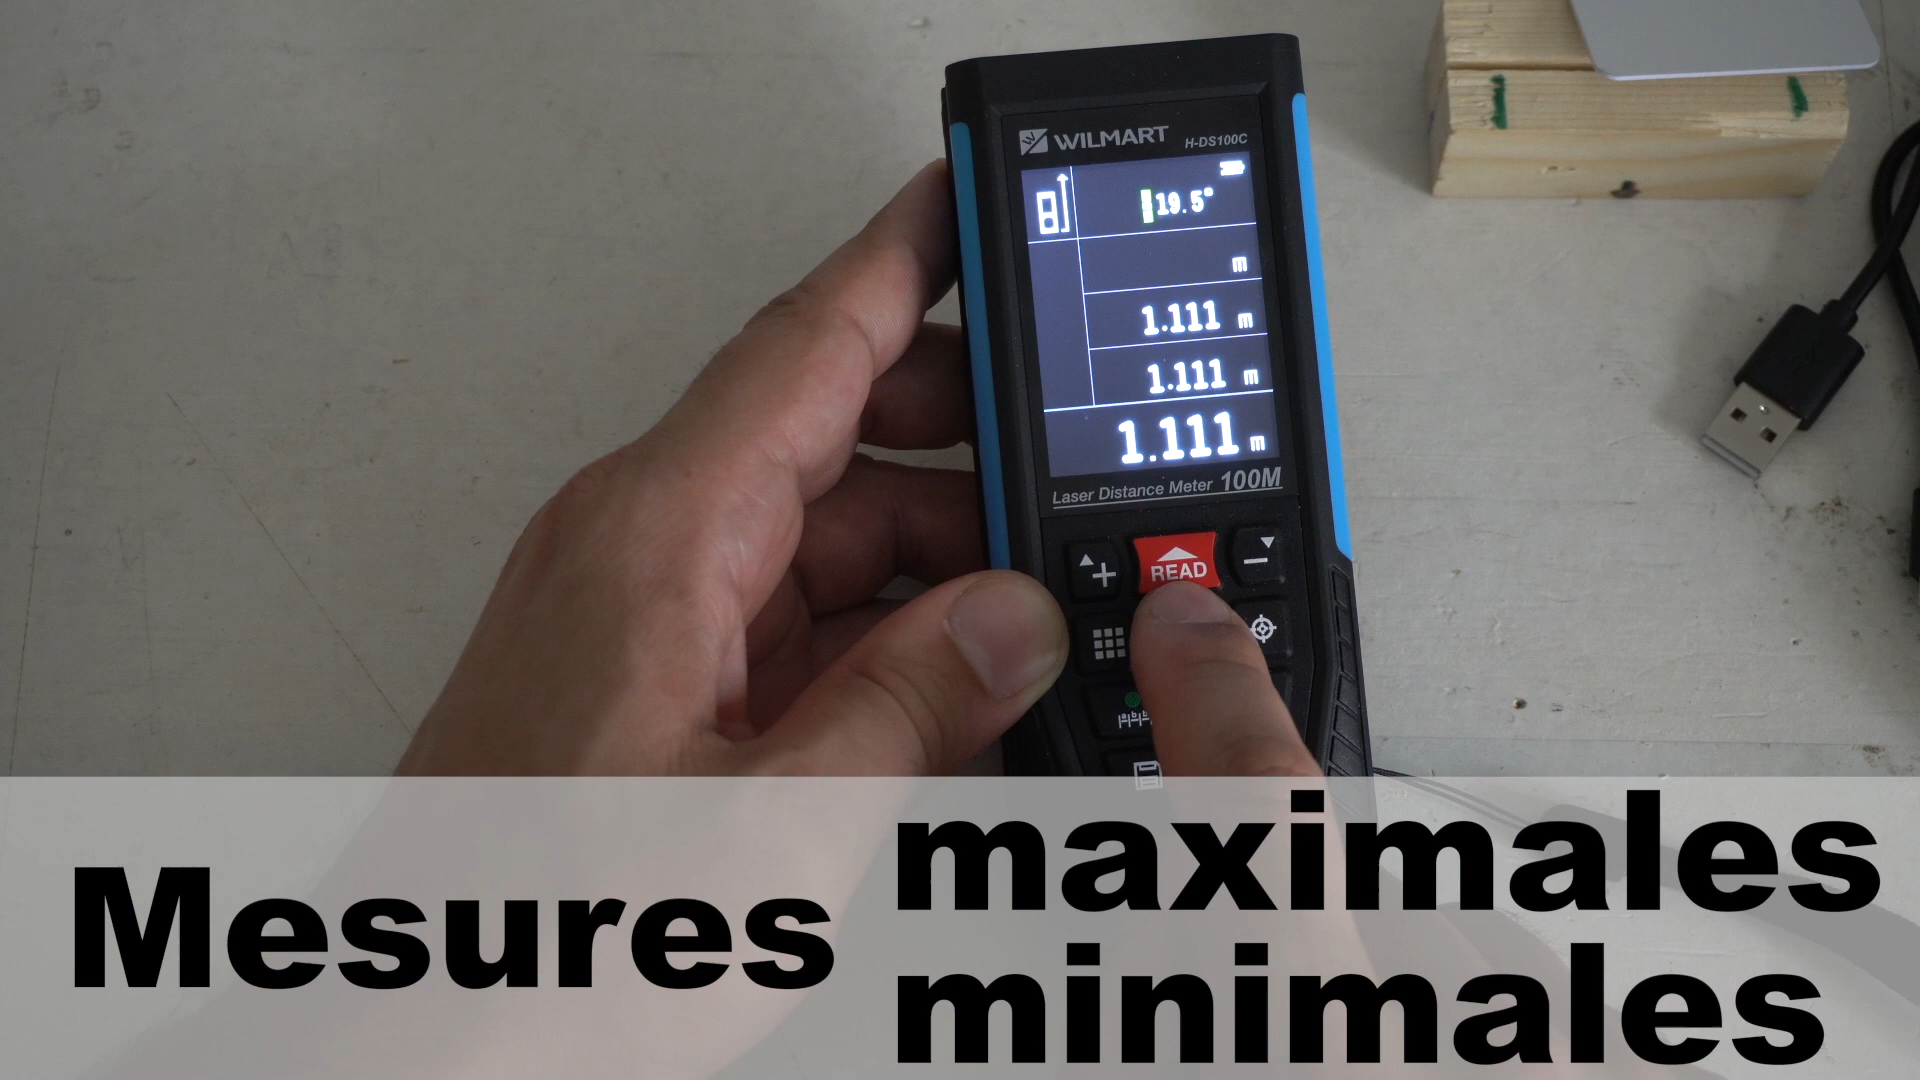 WILMART
H-DS100C
19.5°
m
1.111 m
1.111 m
1.111 m
Laser Distance Meter 100M
+ READ −
Mesures maximales
minimales